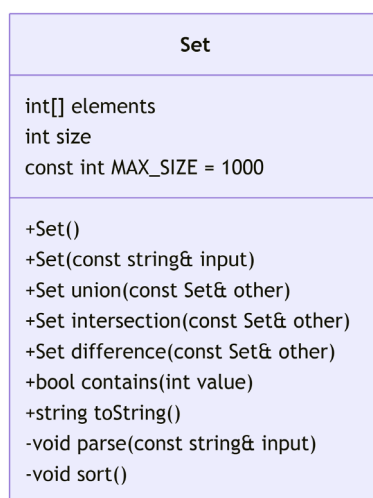 Set
int[] elements
int size
const int MAX_SIZE = 1000
+Set()
+Set(const string& input)
+Set union(const Set& other)
+Set intersection(const Set& other)
+Set difference(const Set& other)
+bool contains(int value)
+string toString()
-void parse(const string& input)
-void sort()